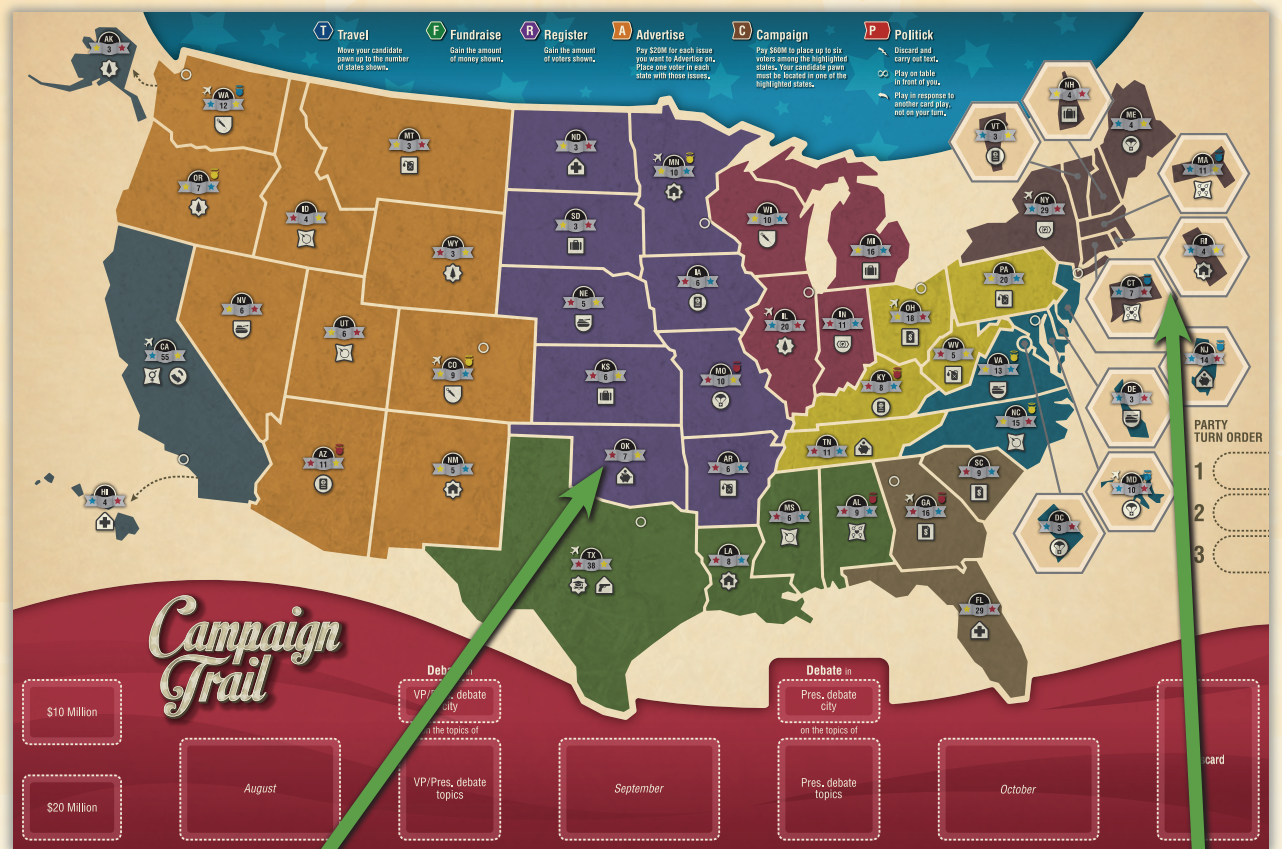 T Travel
Move your candidate
pawn up to the number
of states shown.
F Fundraise
Gain the amount
of money shown.
R Register
Gain the amount
of voters shown.
A Advertise
Pay $20M for each issue
you want to Advertise on.
Place one voter in each
state with those issues.
C Campaign
Pay $60M to place up to six
voters among the highlighted
states. Your candidate pawn
must be located in one of the
highlighted states.
P Politick
Discard and
carry out text.
∞ Play on table
in front of you.
Play in response to
another card play,
not on your turn.
AK
3
WA
12
OR
7
ID
4
MT
3
WY
3
NV
6
UT
6
CO
9
CA
55
AZ
11
NM
5
HI
4
ND
3
SD
3
NE
5
KS
6
OK
7
MN
10
IA
6
MO
10
AR
6
TX
38
LA
8
WI
10
MI
16
IL
20
IN
11
OH
18
PA
20
WV
5
KY
8
TN
11
VA
13
NC
15
MS
6
AL
9
GA
16
SC
9
FL
29
NY
29
VT
3
NH
4
ME
4
MA
11
RI
4
CT
7
NJ
14
DE
3
MD
10
DC
3
PARTY
TURN ORDER
1
2
3
Campaign
Trail
$10 Million
$20 Million
August
Debate in
VP/Pres. debate
city
on the topics of
VP/Pres. debate
topics
September
Debate in
Pres. debate
city
on the topics of
Pres. debate
topics
October